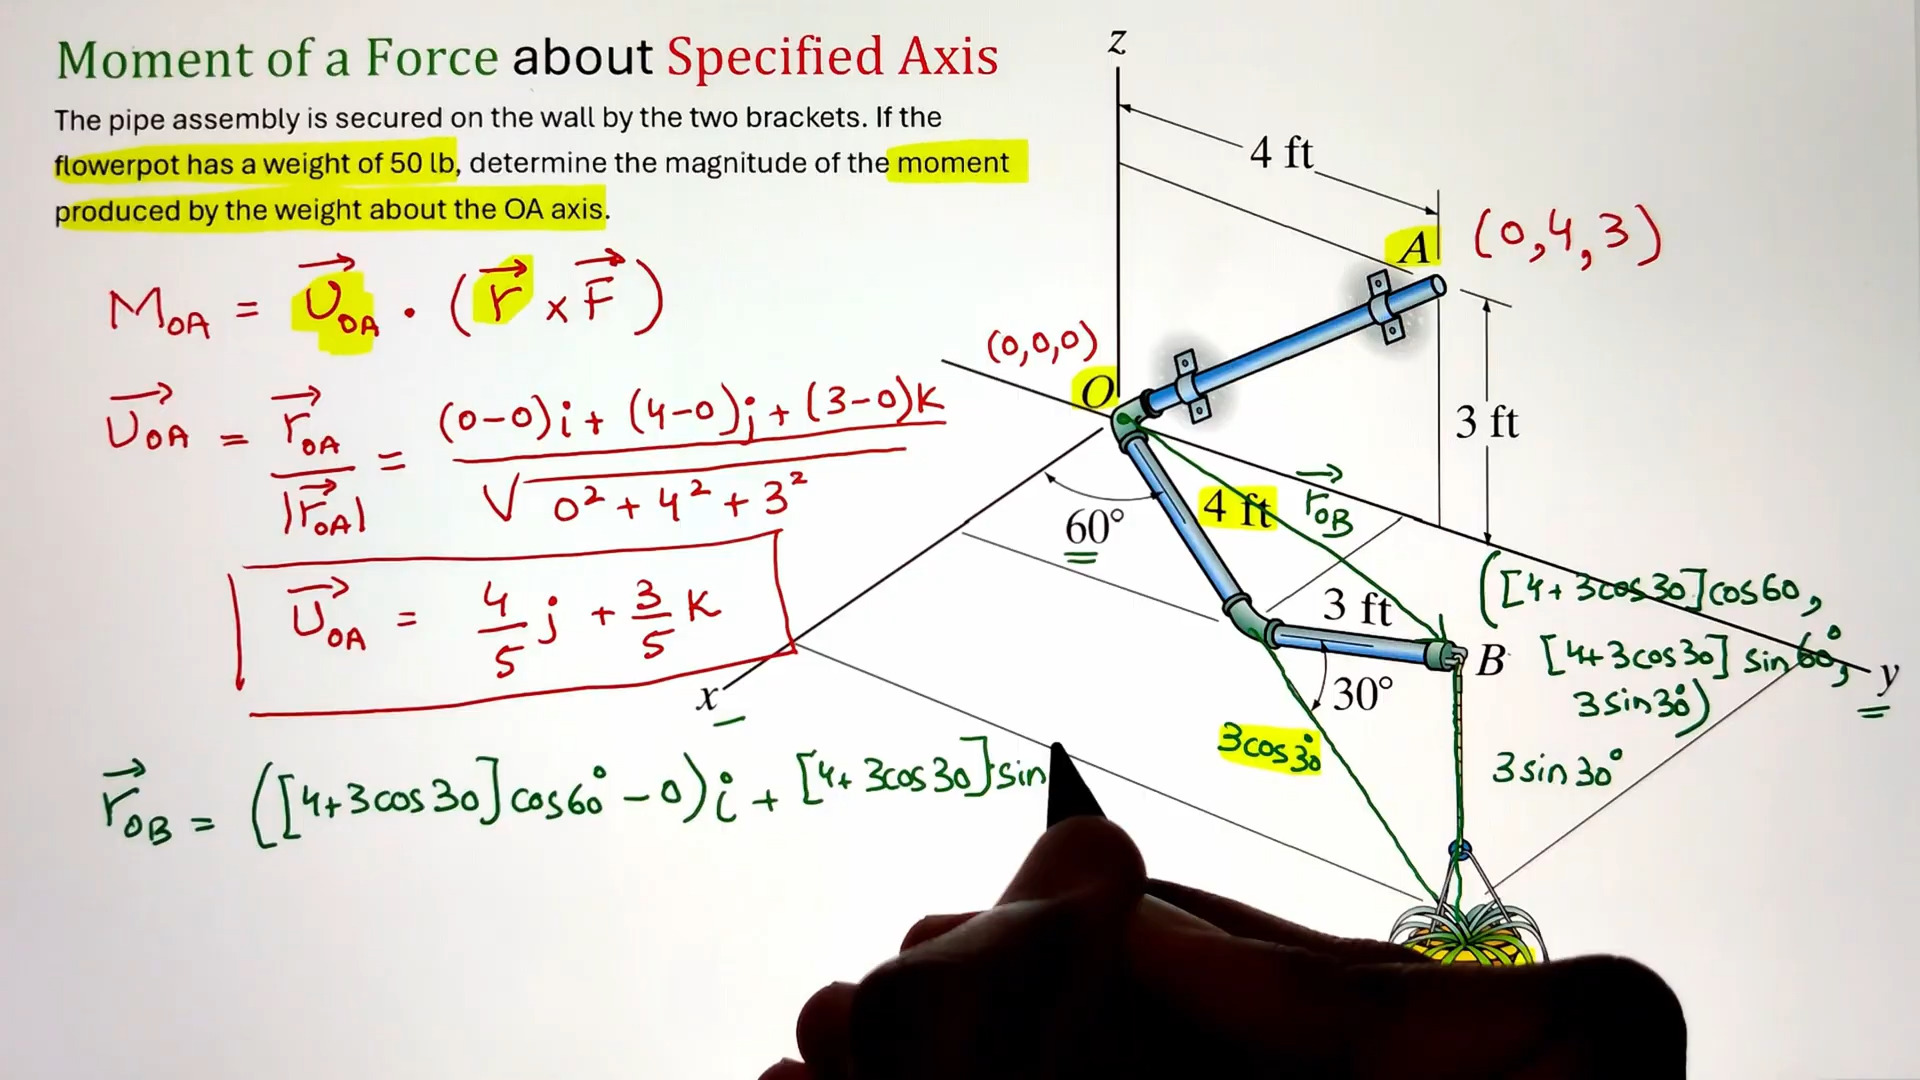 Moment of a Force about Specified Axis
The pipe assembly is secured on the wall by the two brackets. If the
flowerpot has a weight of 50 lb, determine the magnitude of the moment
produced by the weight about the OA axis.
M_OA = U_OA · (r × F)
U_OA = r_OA / |r_OA| = (0-0)i + (4-0)j + (3-0)k / √0² + 4² + 3²
U_OA = 4/5 j + 3/5 k
r_OB = ([4+3cos30]cos60° - 0)i + [4+3cos30]sin
z
4 ft
A (0,4,3)
(0,0,0)
O
3 ft
4 ft
r_OB
60°
3 ft
([4+3cos30]cos60,
B [4+3cos30] sin60°,
3sin30°)
y
x
30°
3cos30°
3sin30°